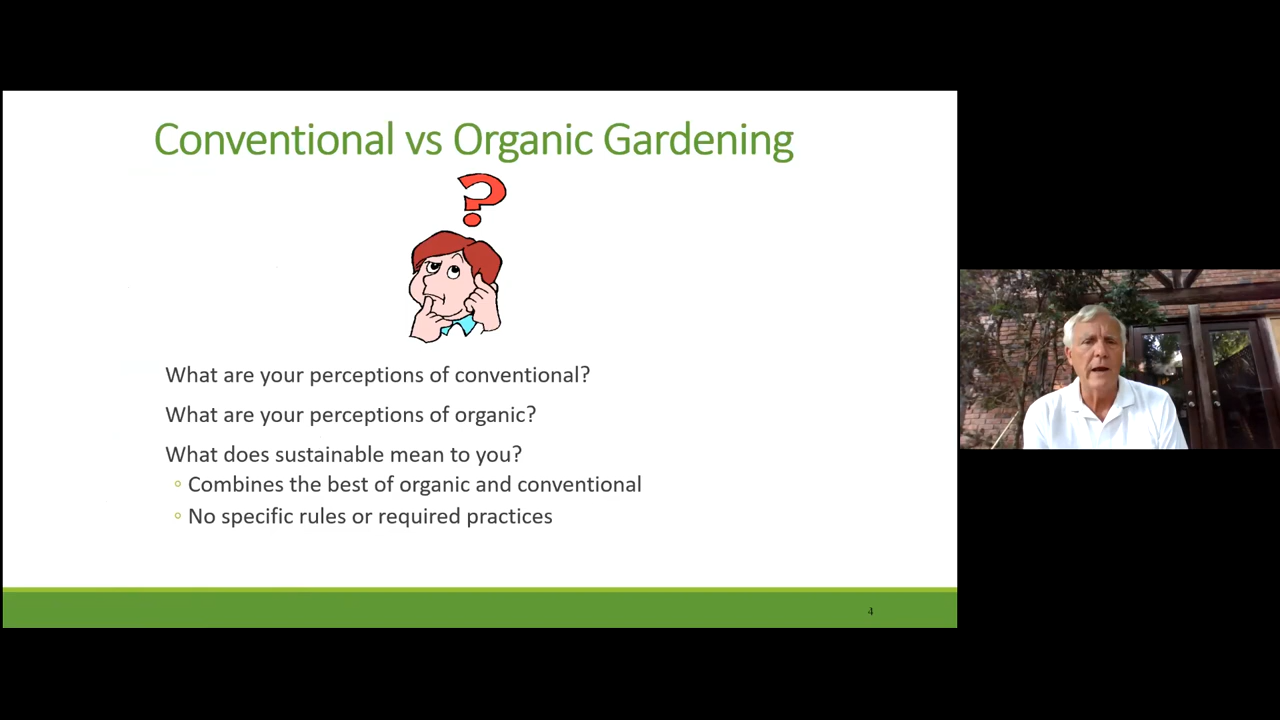 Conventional vs Organic Gardening
?
What are your perceptions of conventional?
What are your perceptions of organic?
What does sustainable mean to you?
◦ Combines the best of organic and conventional
◦ No specific rules or required practices
4